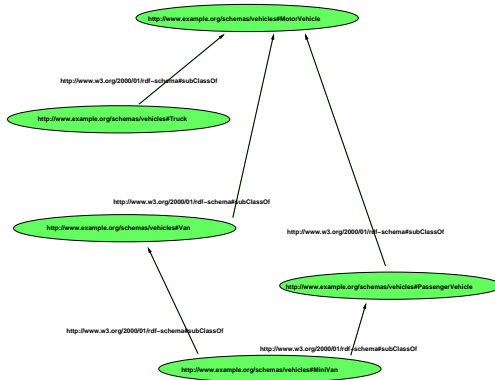 http://www.example.org/schemas/vehicles#MotorVehicle
http://www.w3.org/2000/01/rdf-schema#subClassOf
http://www.example.org/schemas/vehicles#Truck
http://www.w3.org/2000/01/rdf-schema#subClassOf
http://www.example.org/schemas/vehicles#Van
http://www.w3.org/2000/01/rdf-schema#subClassOf
http://www.example.org/schemas/vehicles#PassengerVehicle
http://www.w3.org/2000/01/rdf-schema#subClassOf
http://www.w3.org/2000/01/rdf-schema#subClassOf
http://www.example.org/schemas/vehicles#MiniVan